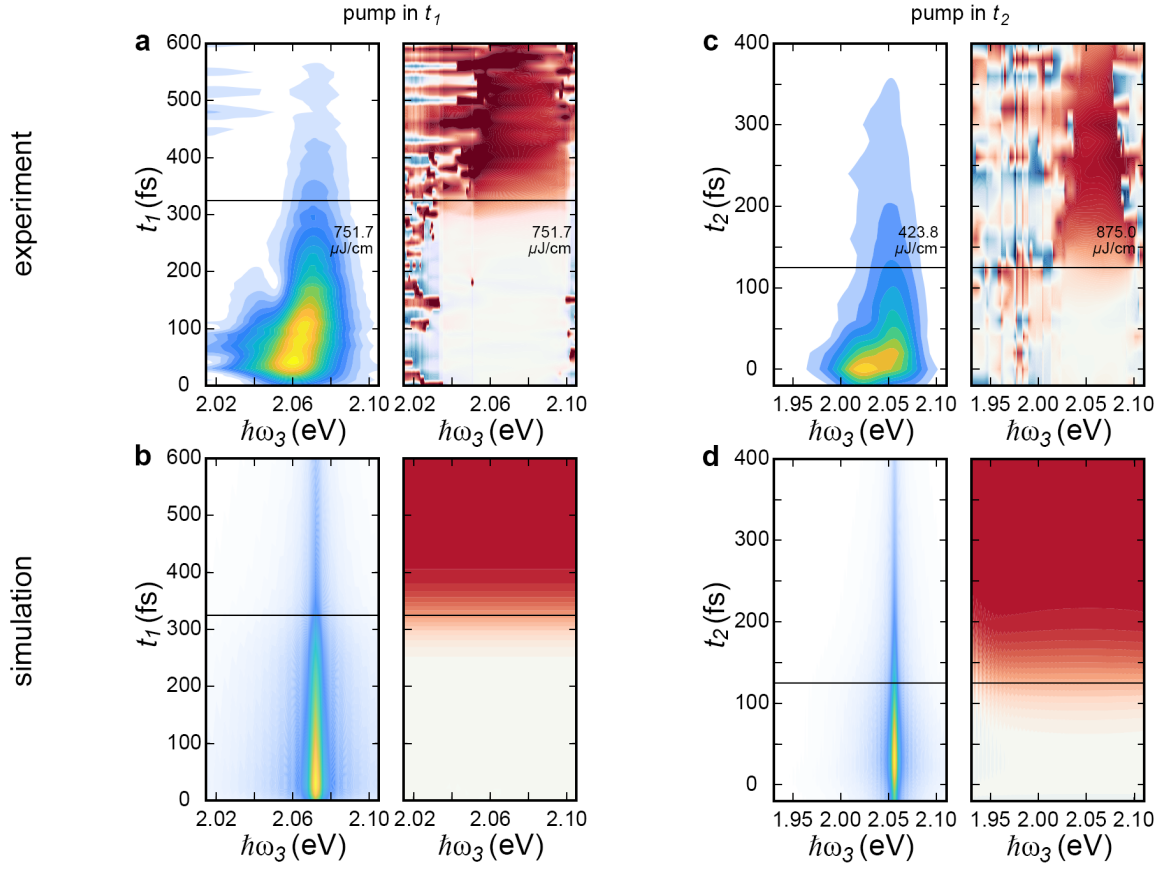 pump in t1
pump in t2
experiment
simulation
a
600
500
400
300
200
100
0
t1 (fs)
751.7
µJ/cm
751.7
µJ/cm
2.02 2.06 2.10
2.02 2.06 2.10
ħω3 (eV)
ħω3 (eV)
c
400
300
200
100
0
t2 (fs)
423.8
µJ/cm
875.0
µJ/cm
1.95 2.00 2.05 2.10
1.95 2.00 2.05 2.10
ħω3 (eV)
ħω3 (eV)
b
600
500
400
300
200
100
0
t1 (fs)
2.02 2.06 2.10
2.02 2.06 2.10
ħω3 (eV)
ħω3 (eV)
d
400
300
200
100
0
t2 (fs)
1.95 2.00 2.05 2.10
1.95 2.00 2.05 2.10
ħω3 (eV)
ħω3 (eV)